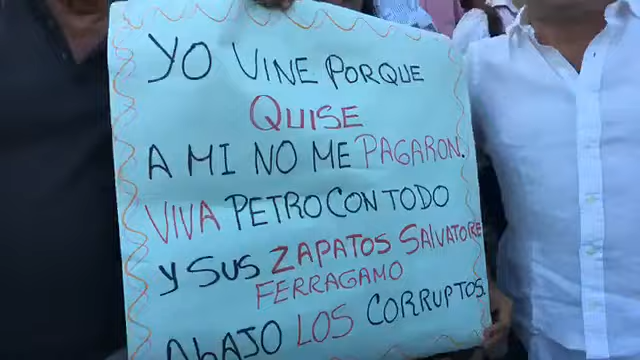 YO VINE PORQUE
QUISE
A MI NO ME PAGARON.
VIVA PETRO CON TODO
Y SUS ZAPATOS SALVATORE
FERRAGAMO
ABAJO LOS CORRUPTOS.